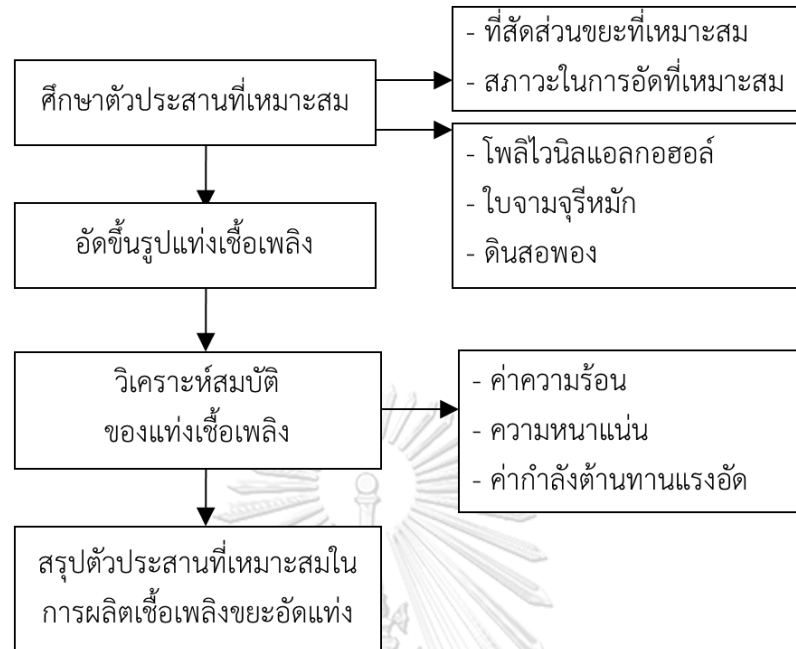 ศึกษาตัวประสานที่เหมาะสม
- ที่สัดส่วนขยะที่เหมาะสม
- สภาวะในการอัดที่เหมาะสม
- โพลิไวนิลแอลกอฮอล์
- ใบจามจุรีหมัก
- ดินสอพอง
อัดขึ้นรูปแท่งเชื้อเพลิง
วิเคราะห์สมบัติ
ของแท่งเชื้อเพลิง
- ค่าความร้อน
- ความหนาแน่น
- ค่ากำลังต้านทานแรงอัด
สรุปตัวประสานที่เหมาะสมใน
การผลิตเชื้อเพลิงขยะอัดแท่ง